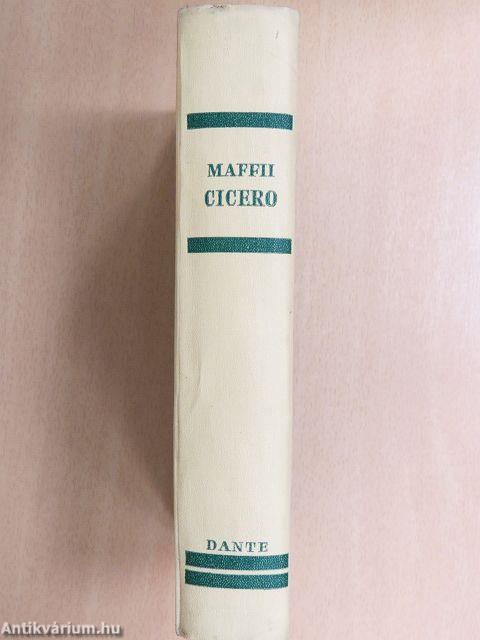 MAFFII
CICERO
DANTE
Antikvárium.hu